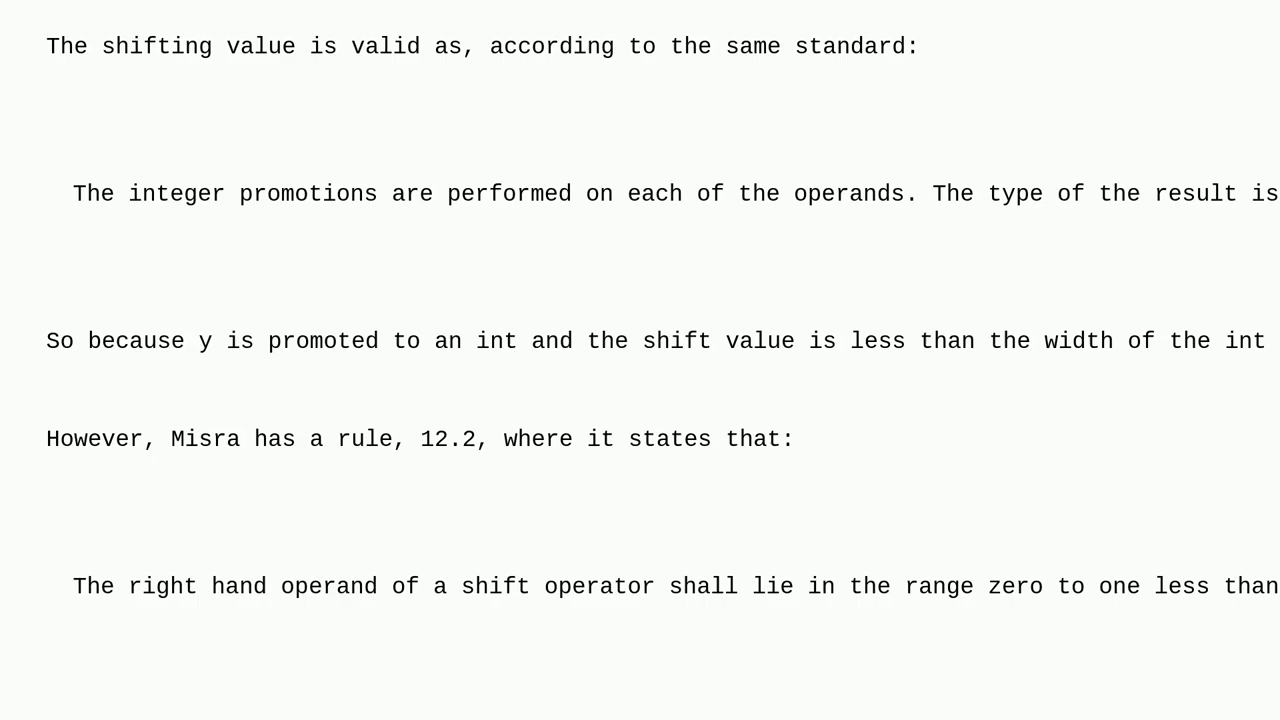 The shifting value is valid as, according to the same standard:
The integer promotions are performed on each of the operands. The type of the result is
So because y is promoted to an int and the shift value is less than the width of the int
However, Misra has a rule, 12.2, where it states that:
The right hand operand of a shift operator shall lie in the range zero to one less than